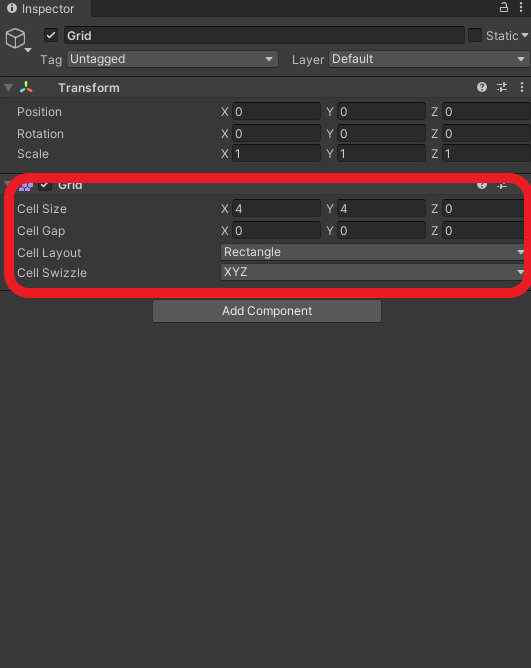 Inspector
Grid Static
Tag Untagged Layer Default
Transform
Position X 0 Y 0 Z 0
Rotation X 0 Y 0 Z 0
Scale X 1 Y 1 Z 1
Grid
Cell Size X 4 Y 4 Z 0
Cell Gap X 0 Y 0 Z 0
Cell Layout Rectangle
Cell Swizzle XYZ
Add Component